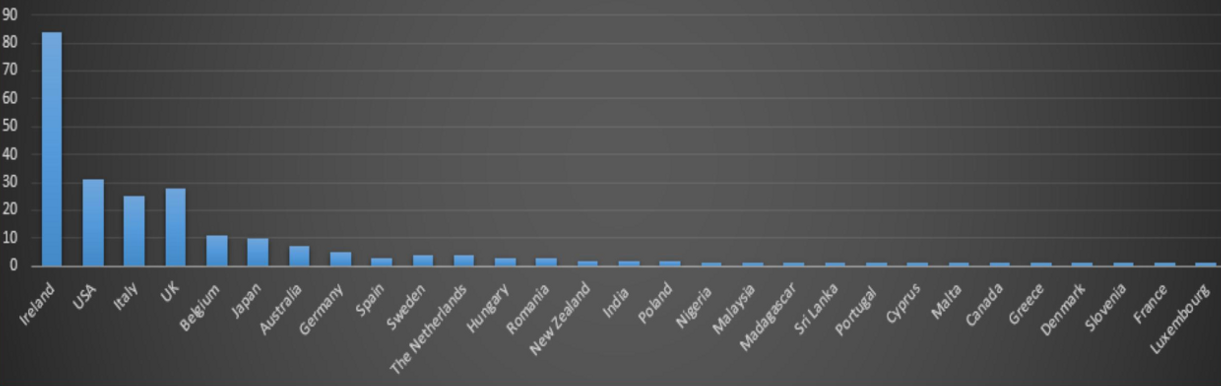 90
80
70
60
50
40
30
20
10
0
Ireland
USA
Italy
UK
Belgium
Japan
Australia
Germany
Spain
Sweden
The Netherlands
Hungary
Romania
New Zealand
India
Poland
Nigeria
Malaysia
Madagascar
Sri Lanka
Portugal
Cyprus
Malta
Canada
Greece
Denmark
Slovenia
France
Luxembourg